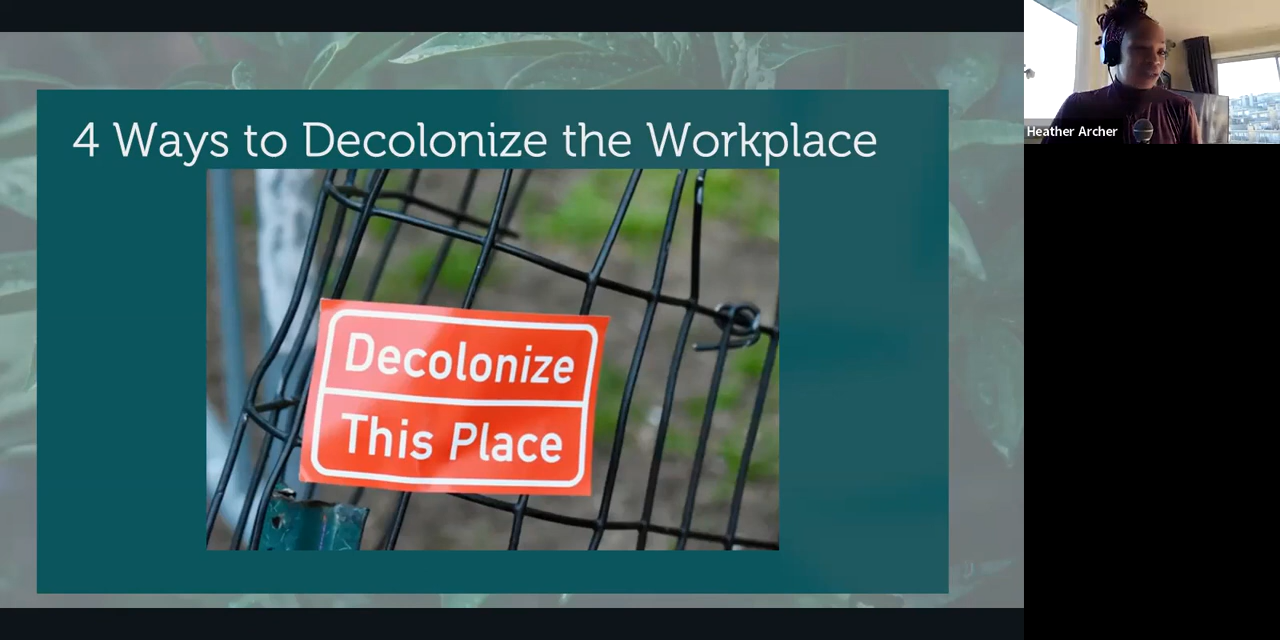 4 Ways to Decolonize the Workplace
Decolonize
This Place
Heather Archer